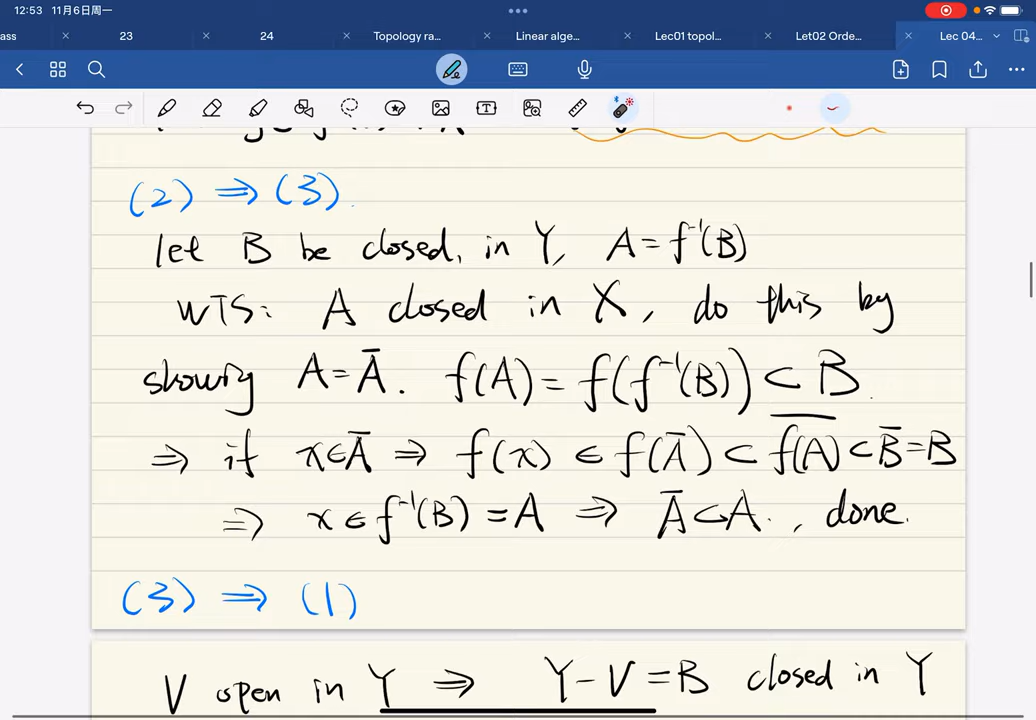 12:53 11月6日周一
ass 23 24 Topology ra... Linear alge... Lec01 topol... Let02 Orde... Lec 04...
(2) ⇒ (3).
let B be closed, in Y, A = f⁻¹(B)
WTS: A closed in X, do this by
showing A = Ā. f(A) = f(f⁻¹(B)) ⊂ B.
⇒ if x ∈ Ā ⇒ f(x) ∈ f(Ā) ⊂ \overline{f(A)} ⊂ B̄ = B
⇒ x ∈ f⁻¹(B) = A ⇒ Ā ⊂ A., done.
(3) ⇒ (1)
V open in Y ⇒ Y - V = B closed in Y